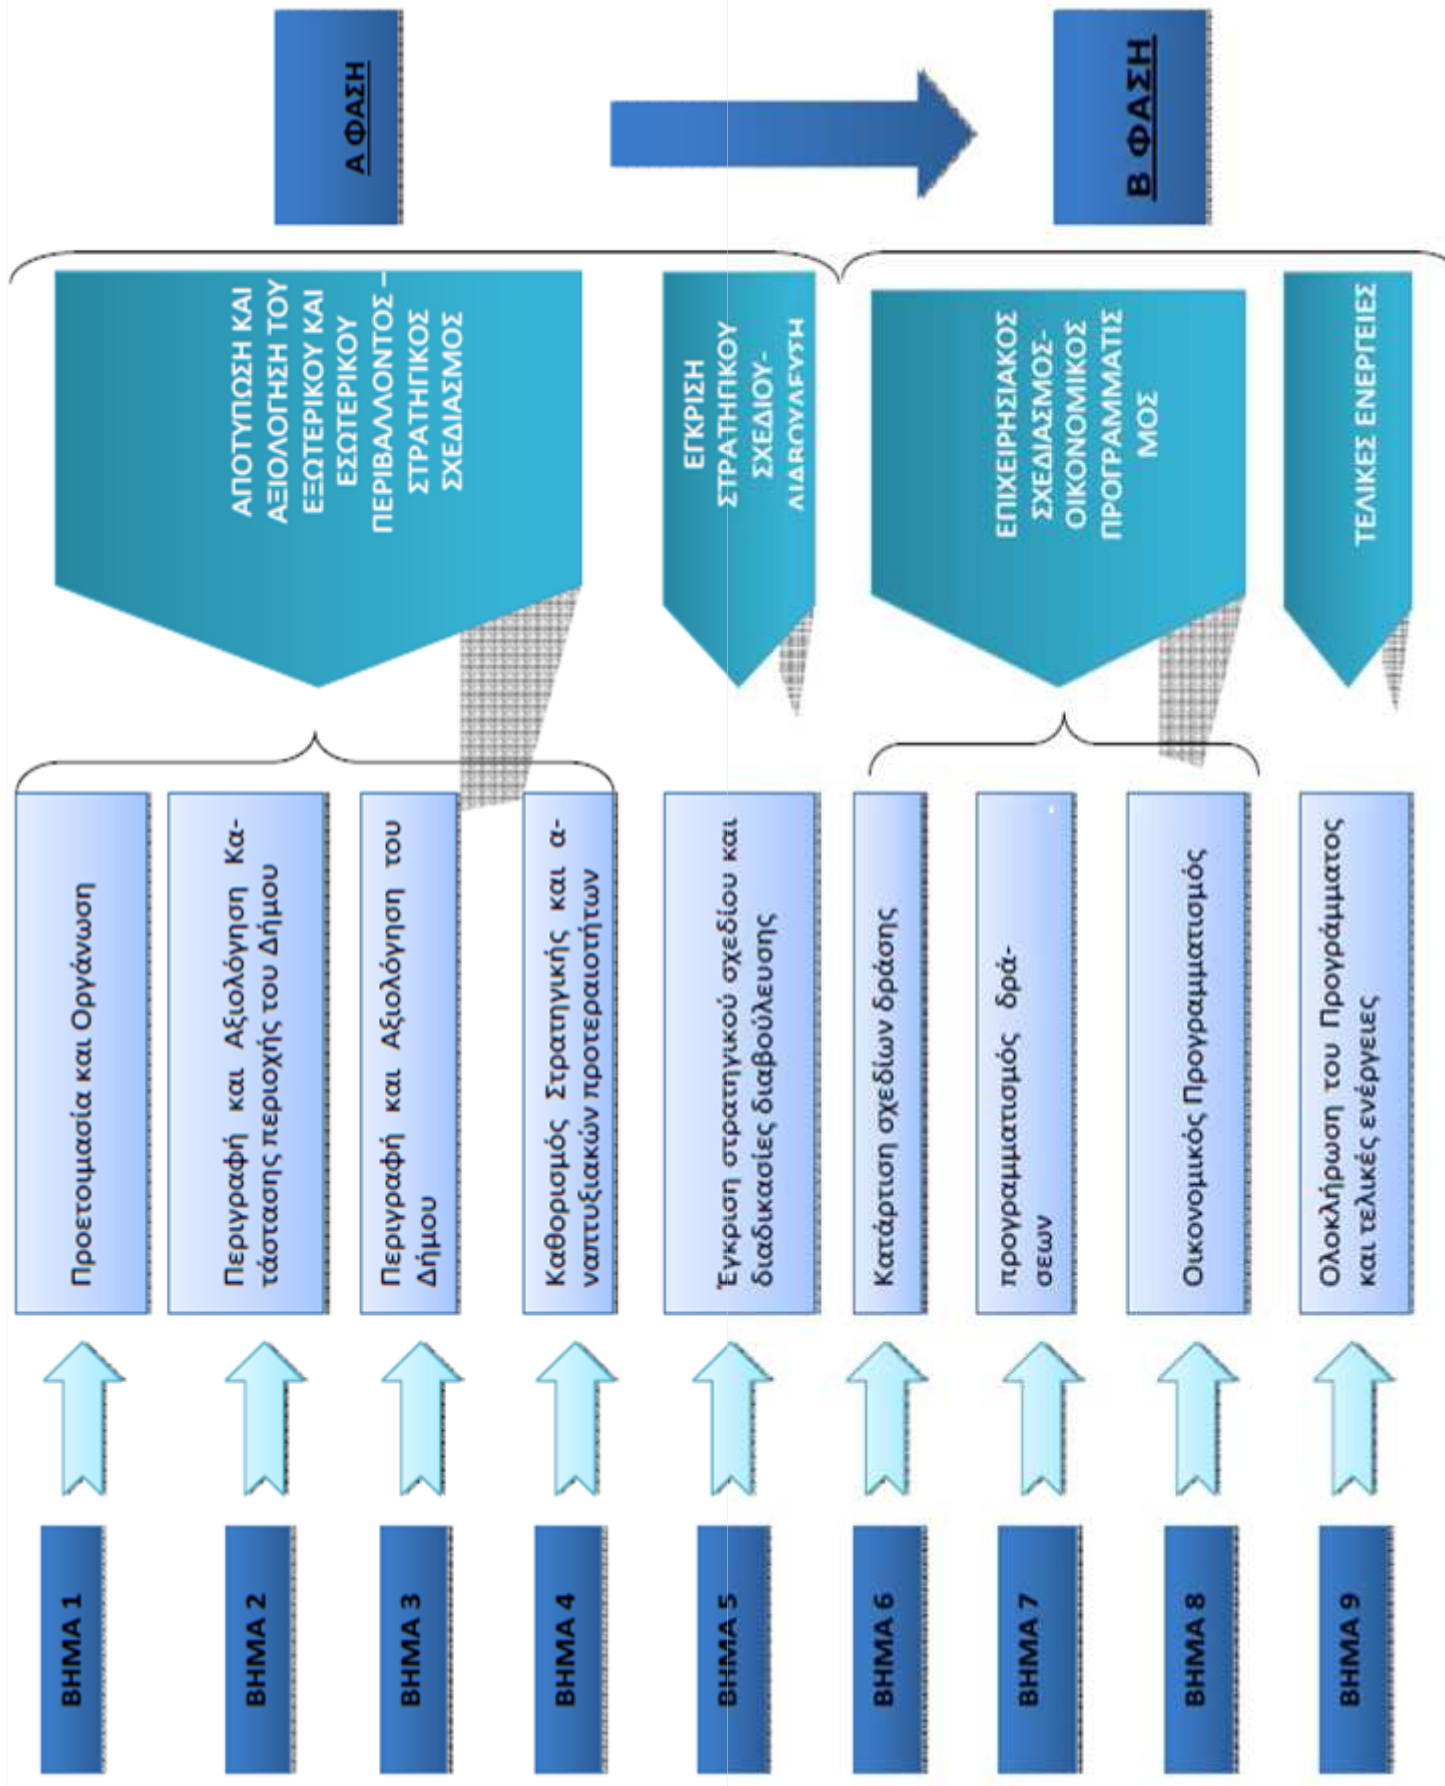 ΒΗΜΑ 1
Προετοιμασία και Οργάνωση
ΒΗΜΑ 2
Περιγραφή και Αξιολόγηση Κα-
τάστασης περιοχής του Δήμου
ΒΗΜΑ 3
Περιγραφή και Αξιολόγηση του
Δήμου
ΒΗΜΑ 4
Καθορισμός Στρατηγικής και α-
ναπτυξιακών προτεραιοτήτων
ΑΠΟΤΥΠΩΣΗ ΚΑΙ
ΑΞΙΟΛΟΓΗΣΗ ΤΟΥ
ΕΞΩΤΕΡΙΚΟΥ ΚΑΙ
ΕΣΩΤΕΡΙΚΟΥ
ΠΕΡΙΒΑΛΛΟΝΤΟΣ –
ΣΤΡΑΤΗΓΙΚΟΣ
ΣΧΕΔΙΑΣΜΟΣ
ΒΗΜΑ 5
Έγκριση στρατηγικού σχεδίου και
διαδικασίες διαβούλευσης
ΕΓΚΡΙΣΗ
ΣΤΡΑΤΗΓΙΚΟΥ
ΣΧΕΔΙΟΥ-
ΔΙΑΒΟΥΛΕΥΣΗ
Α ΦΑΣΗ
ΒΗΜΑ 6
Κατάρτιση σχεδίων δράσης
ΒΗΜΑ 7
προγραμματισμός δρά-
σεων
ΒΗΜΑ 8
Οικονομικός Προγραμματισμός
ΕΠΙΧΕΙΡΗΣΙΑΚΟΣ
ΣΧΕΔΙΑΣΜΟΣ-
ΟΙΚΟΝΟΜΙΚΟΣ
ΠΡΟΓΡΑΜΜΑΤΙΣ
ΜΟΣ
ΒΗΜΑ 9
Ολοκλήρωση του Προγράμματος
και τελικές ενέργειες
ΤΕΛΙΚΕΣ ΕΝΕΡΓΕΙΕΣ
Β ΦΑΣΗ